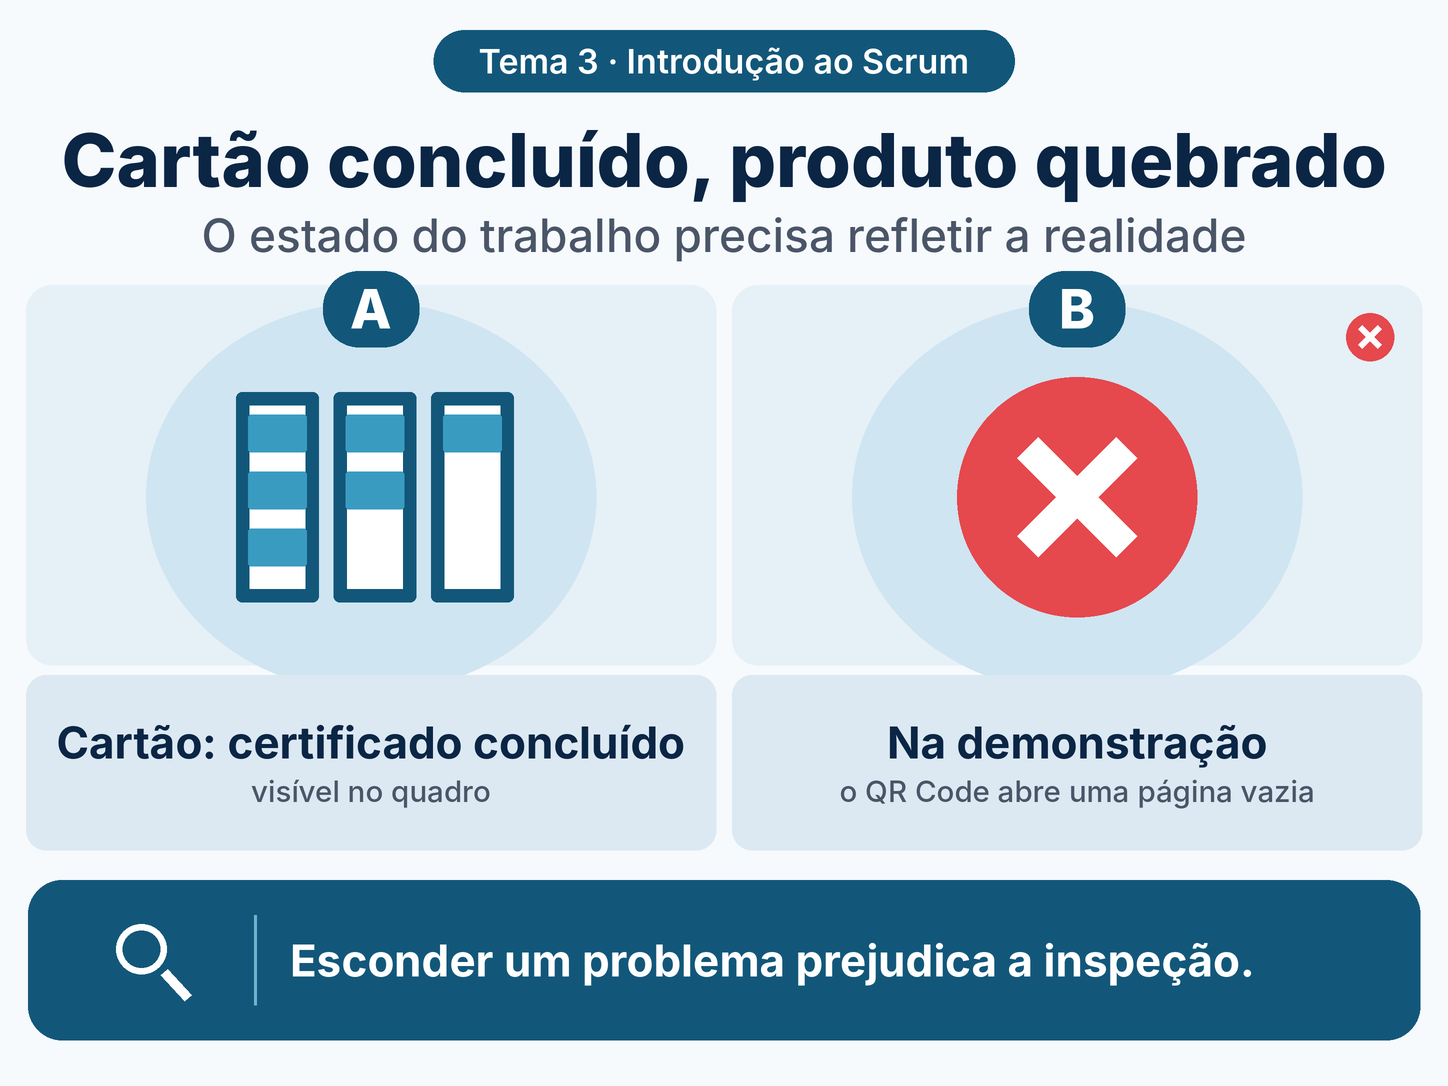 Tema 3 · Introdução ao Scrum
Cartão concluído, produto quebrado
O estado do trabalho precisa refletir a realidade
A
B
Cartão: certificado concluído
visível no quadro
Na demonstração
o QR Code abre uma página vazia
Esconder um problema prejudica a inspeção.